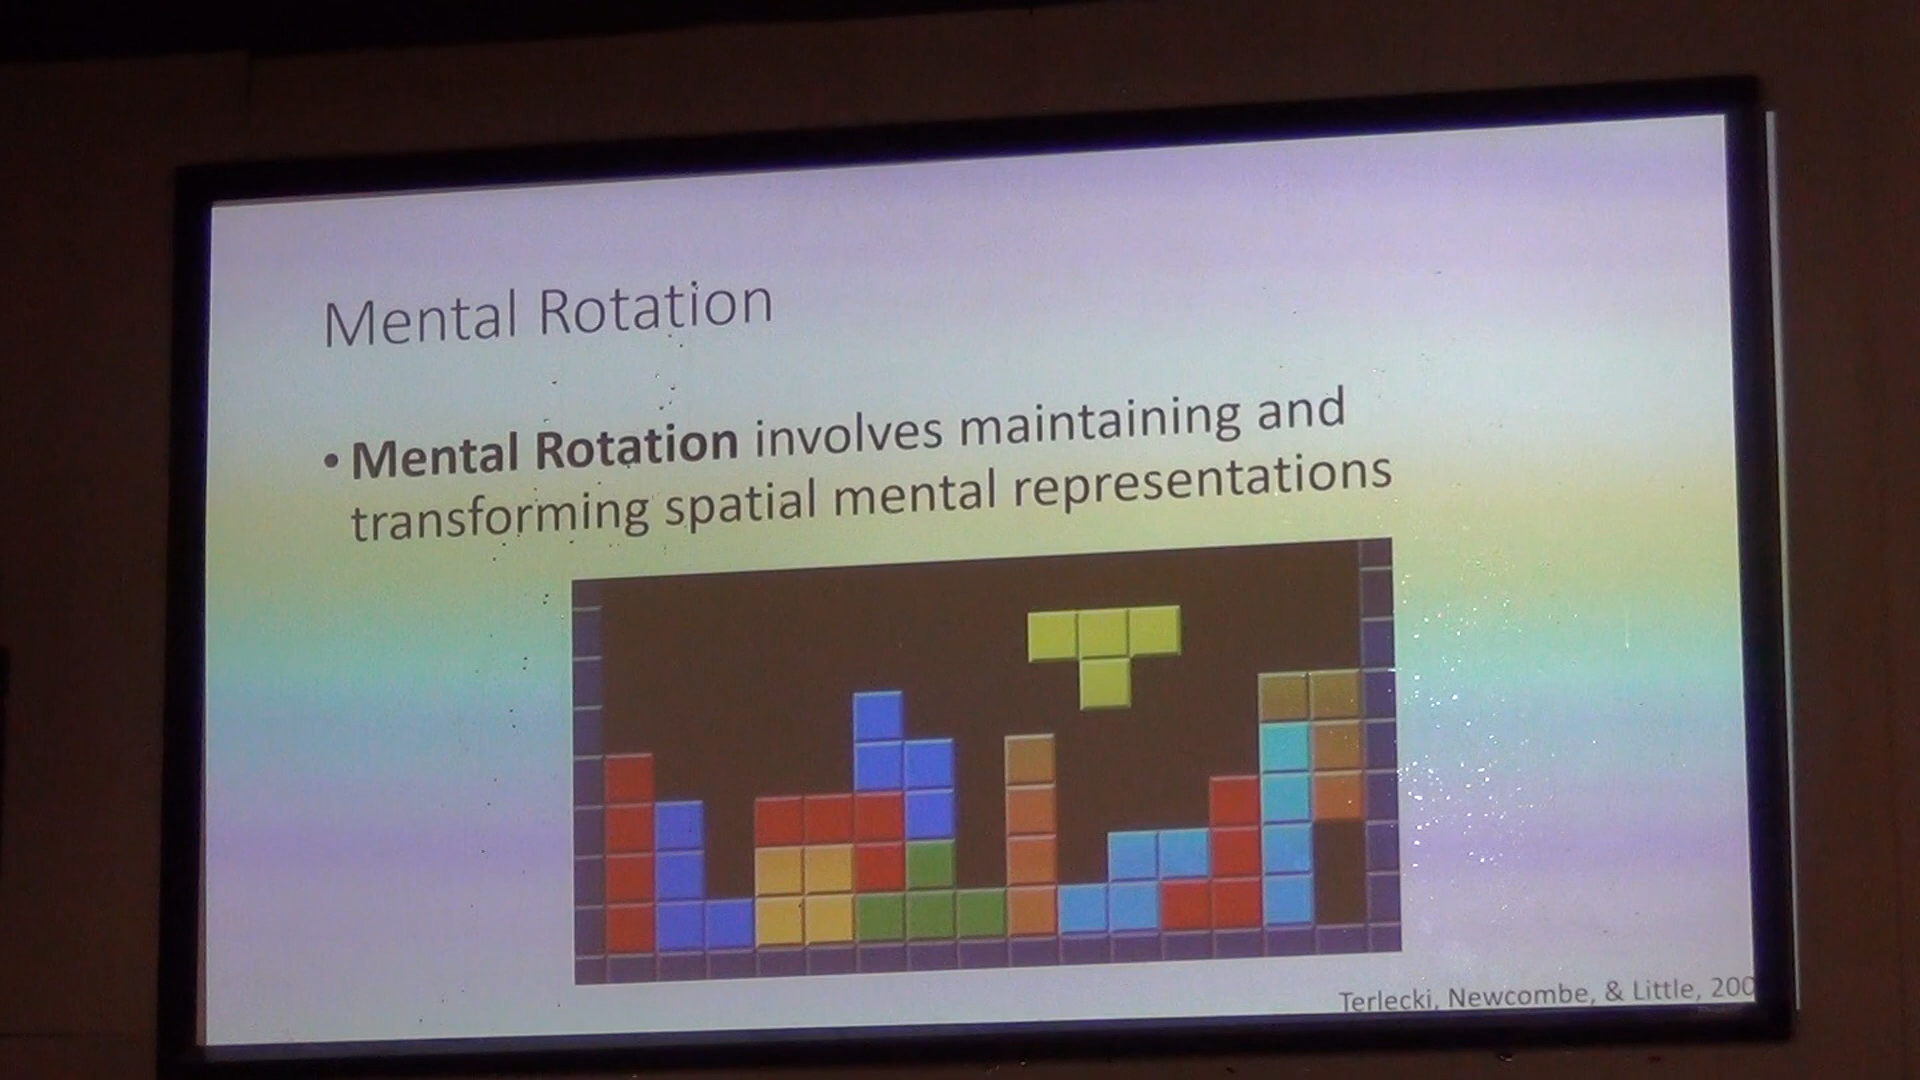 Mental Rotation
• Mental Rotation involves maintaining and
transforming spatial mental representations
Terlecki, Newcombe, & Little, 200